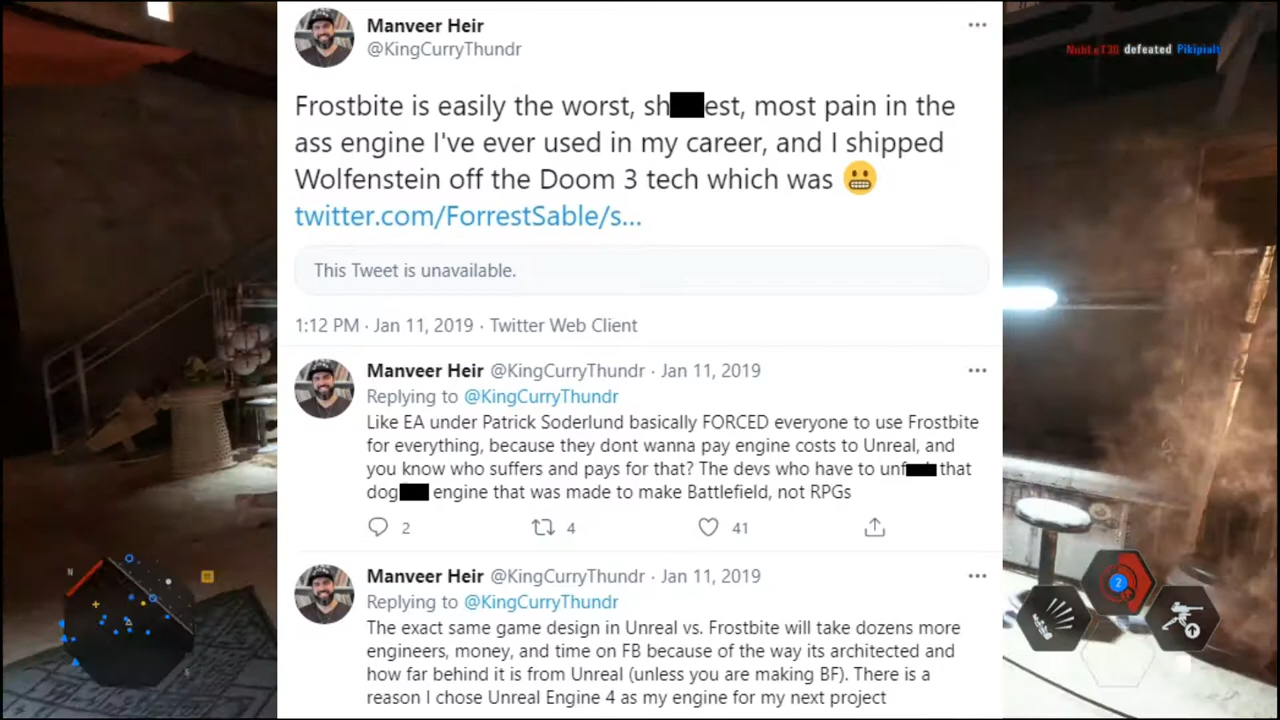 Manveer Heir
@KingCurryThundr
Frostbite is easily the worst, sh est, most pain in the
ass engine I've ever used in my career, and I shipped
Wolfenstein off the Doom 3 tech which was 😬
twitter.com/ForrestSable/s...
This Tweet is unavailable.
1:12 PM · Jan 11, 2019 · Twitter Web Client
Manveer Heir @KingCurryThundr · Jan 11, 2019
Replying to @KingCurryThundr
Like EA under Patrick Soderlund basically FORCED everyone to use Frostbite
for everything, because they dont wanna pay engine costs to Unreal, and
you know who suffers and pays for that? The devs who have to unf that
dog engine that was made to make Battlefield, not RPGs
2 4 41
Manveer Heir @KingCurryThundr · Jan 11, 2019
Replying to @KingCurryThundr
The exact same game design in Unreal vs. Frostbite will take dozens more
engineers, money, and time on FB because of the way its architected and
how far behind it is from Unreal (unless you are making BF). There is a
reason I chose Unreal Engine 4 as my engine for my next project
defeated Pikipialt
N
S
2